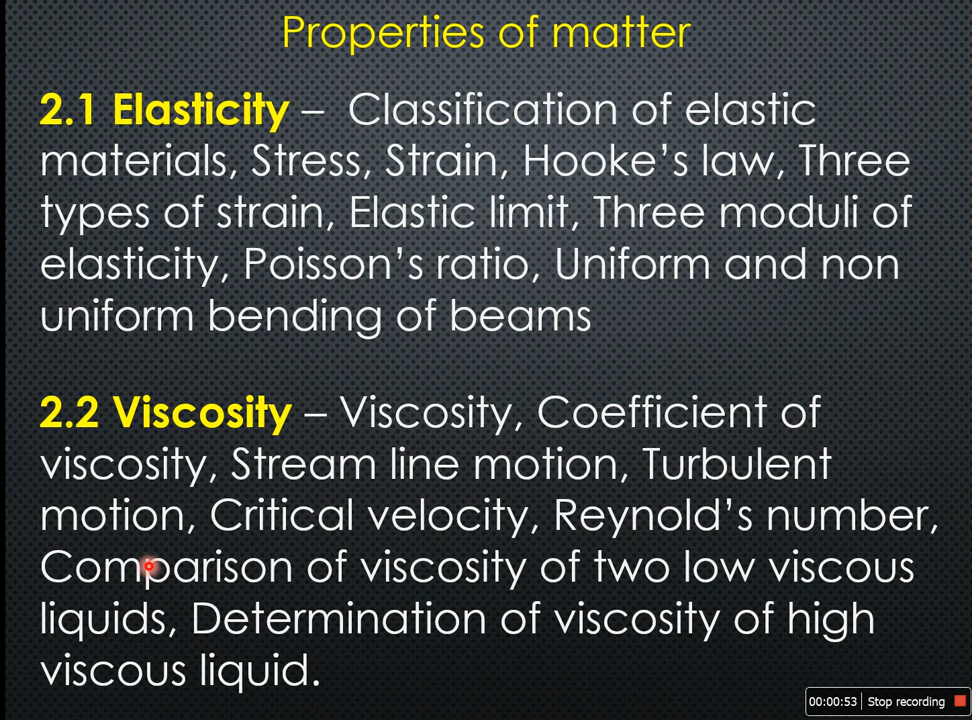 Properties of matter
2.1 Elasticity – Classification of elastic
materials, Stress, Strain, Hooke’s law, Three
types of strain, Elastic limit, Three moduli of
elasticity, Poisson’s ratio, Uniform and non
uniform bending of beams
2.2 Viscosity – Viscosity, Coefficient of
viscosity, Stream line motion, Turbulent
motion, Critical velocity, Reynold’s number,
Comparison of viscosity of two low viscous
liquids, Determination of viscosity of high
viscous liquid.
00:00:53 Stop recording